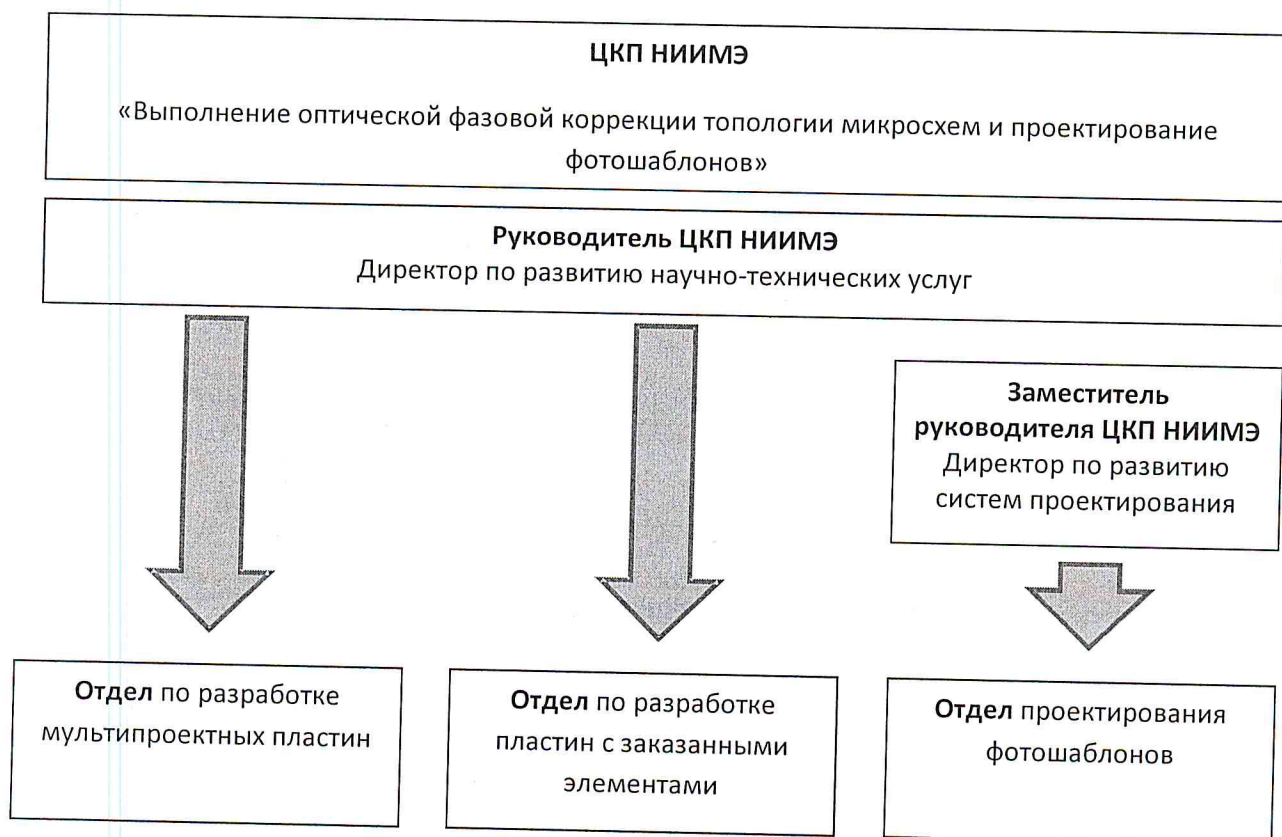 ЦКП НИИМЭ
«Выполнение оптической фазовой коррекции топологии микросхем и проектирование
фотошаблонов»
Руководитель ЦКП НИИМЭ
Директор по развитию научно-технических услуг
Заместитель
руководителя ЦКП НИИМЭ
Директор по развитию
систем проектирования
Отдел по разработке
мультипроектных пластин
Отдел по разработке
пластин с заказанными
элементами
Отдел проектирования
фотошаблонов